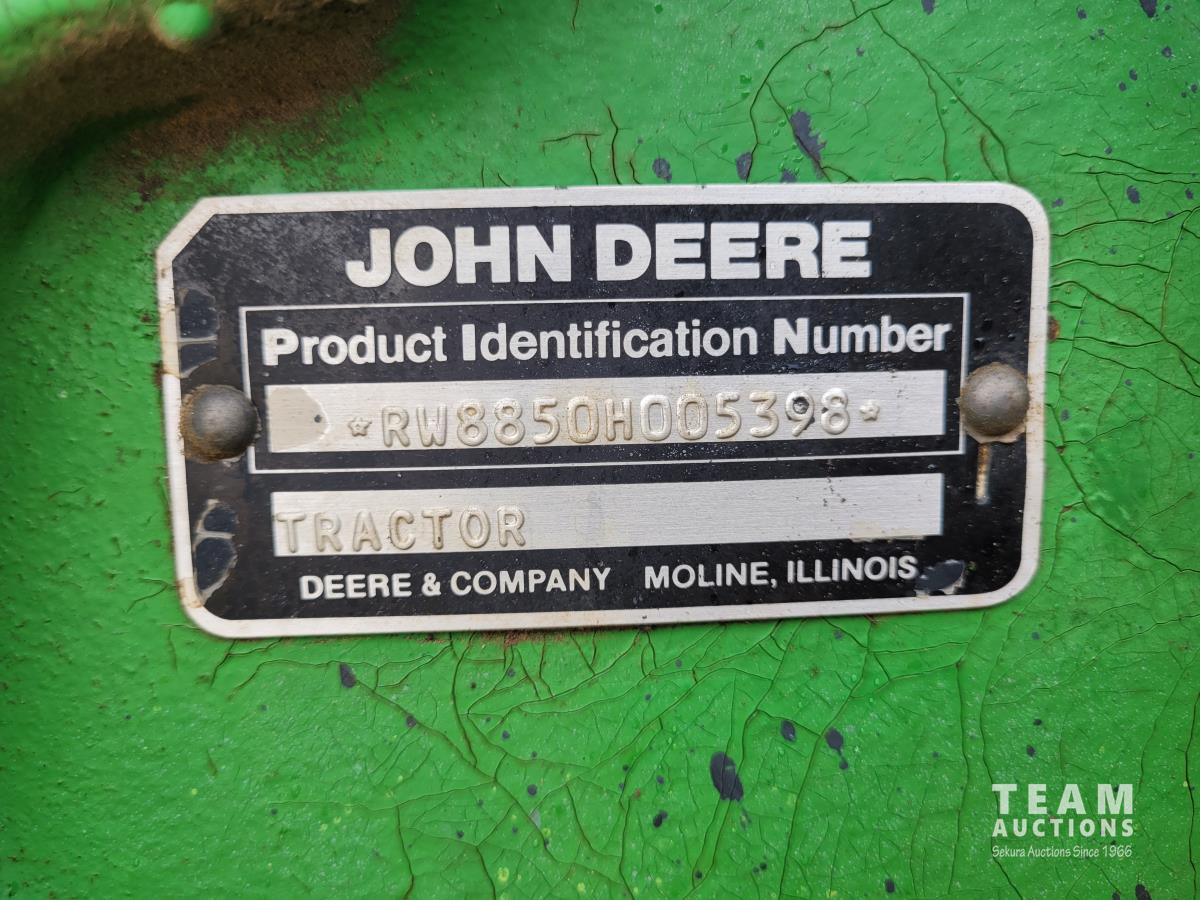 JOHN DEERE
Product Identification Number
*RW8850H005398*
TRACTOR
DEERE & COMPANY MOLINE, ILLINOIS
TEAM
AUCTIONS
Sekura Auctions Since 1966